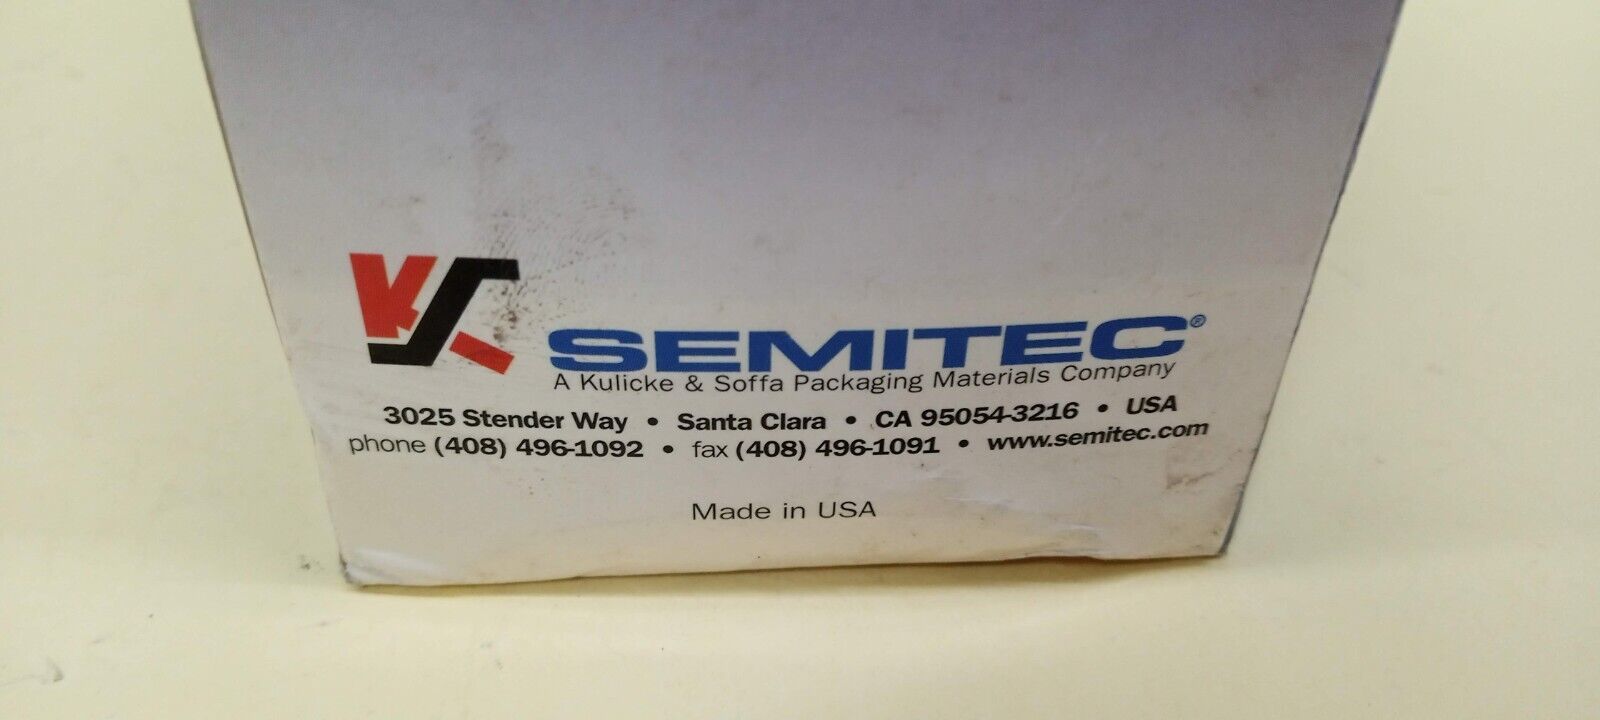 SEMITEC®
A Kulicke & Soffa Packaging Materials Company
3025 Stender Way • Santa Clara • CA 95054-3216 • USA
phone (408) 496-1092 • fax (408) 496-1091 • www.semitec.com
Made in USA